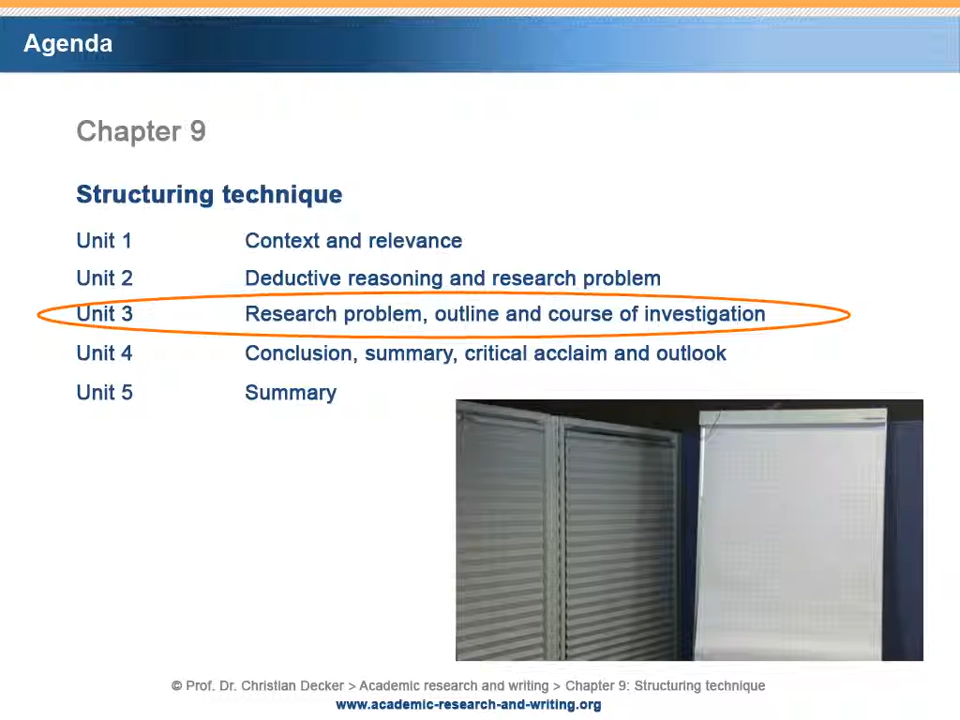 Agenda
Chapter 9
Structuring technique
Unit 1 Context and relevance
Unit 2 Deductive reasoning and research problem
Unit 3 Research problem, outline and course of investigation
Unit 4 Conclusion, summary, critical acclaim and outlook
Unit 5 Summary
© Prof. Dr. Christian Decker > Academic research and writing > Chapter 9: Structuring technique
www.academic-research-and-writing.org